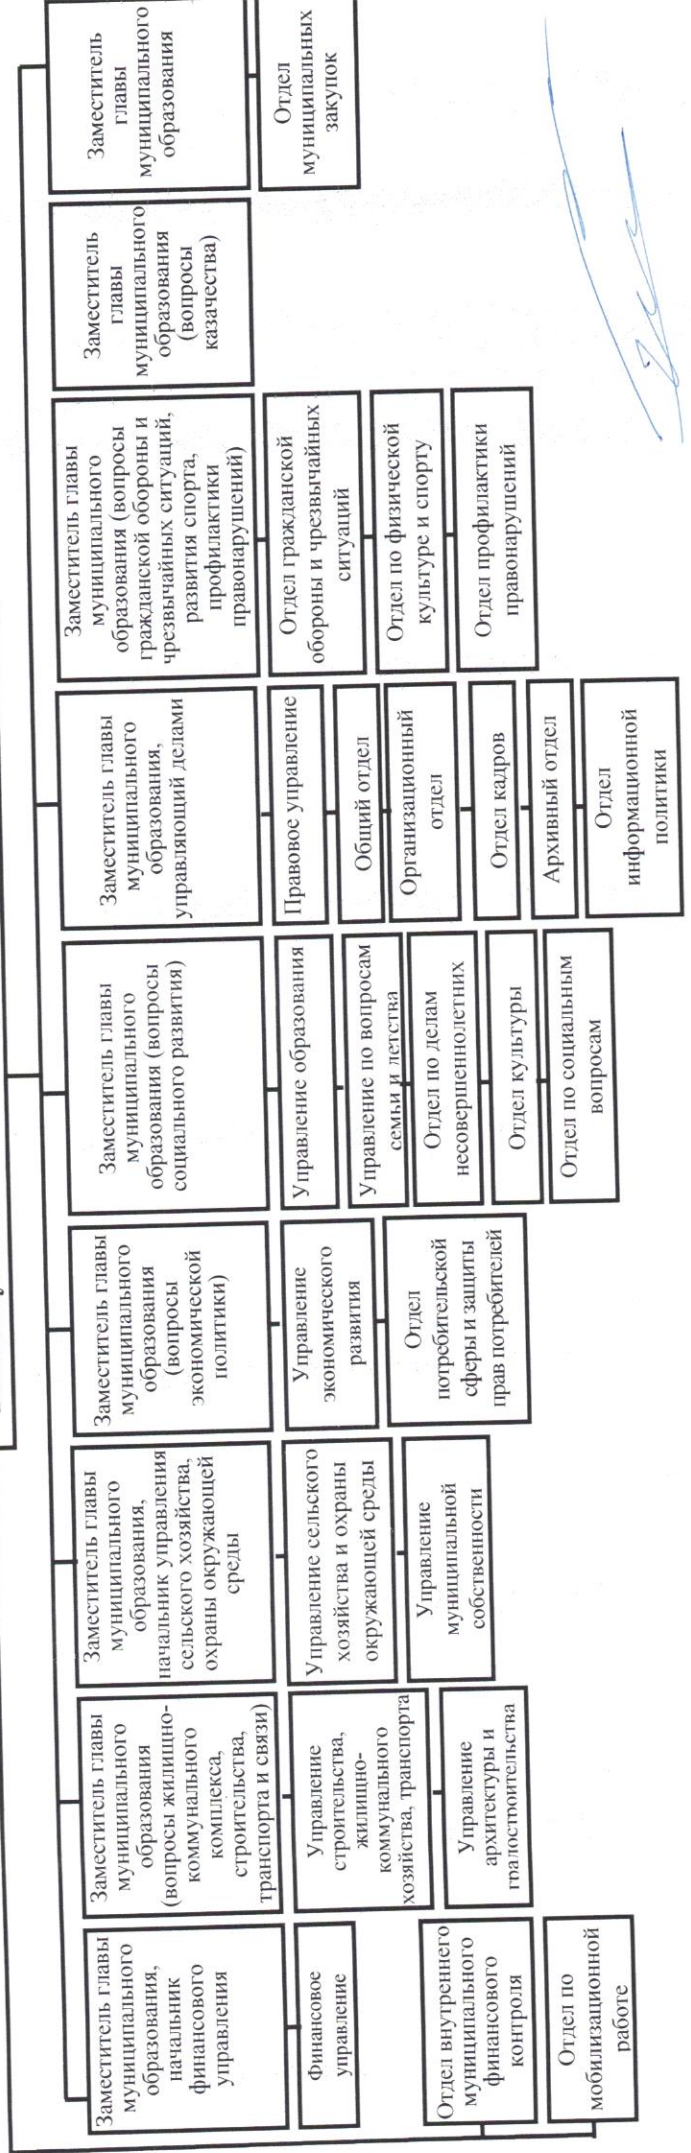 Заместитель главы
муниципального
образования,
начальник
финансового
управления
Финансовое
управление
Отдел внутреннего
муниципального
финансового
контроля
Отдел по
мобилизационной
работе
Заместитель главы
муниципального
образования
(вопросы жилищно-
коммунального
комплекса,
строительства,
транспорта и связи)
Управление
строительства,
жилищно-
коммунального
хозяйства, транспорта
Управление
архитектуры и
градостроительства
Заместитель главы
муниципального
образования,
начальник управления
сельского хозяйства,
охраны окружающей
среды
Управление сельского
хозяйства и охраны
окружающей среды
Управление
муниципальной
собственности
Заместитель главы
муниципального
образования
(вопросы
экономической
политики)
Управление
экономического
развития
Отдел
потребительской
сферы и защиты
прав потребителей
Заместитель главы
муниципального
образования (вопросы
социального развития)
Управление образования
Управление по вопросам
семьи и детства
Отдел по делам
несовершеннолетних
Отдел культуры
Отдел по социальным
вопросам
Заместитель главы
муниципального
образования,
управляющий делами
Правовое управление
Общий отдел
Организационный
отдел
Отдел кадров
Архивный отдел
Отдел
информационной
политики
Заместитель главы
муниципального
образования (вопросы
гражданской обороны и
чрезвычайных ситуаций,
развития спорта,
профилактики
правонарушений)
Отдел гражданской
обороны и чрезвычайных
ситуаций
Отдел по физической
культуре и спорту
Отдел профилактики
правонарушений
Заместитель
главы
муниципального
образования
(вопросы
казачества)
Заместитель
главы
муниципального
образования
Отдел
муниципальных
закупок